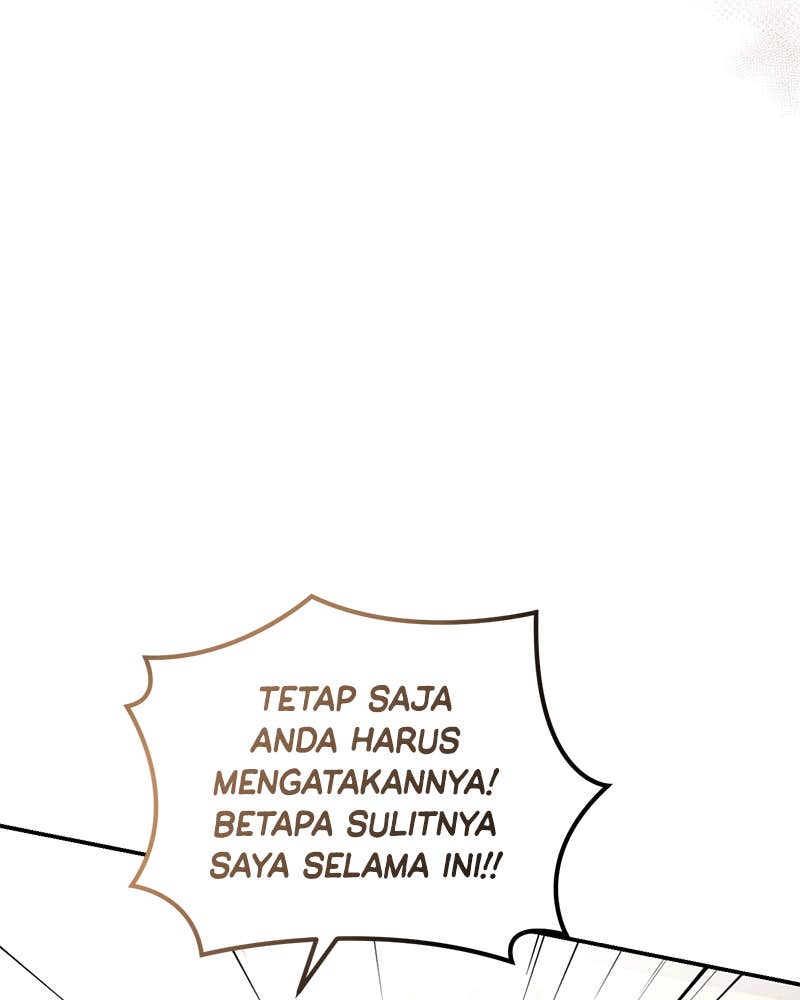 TETAP SAJA
ANDA HARUS
MENGATAKANNYA!
BETAPA SULITNYA
SAYA SELAMA INI!!